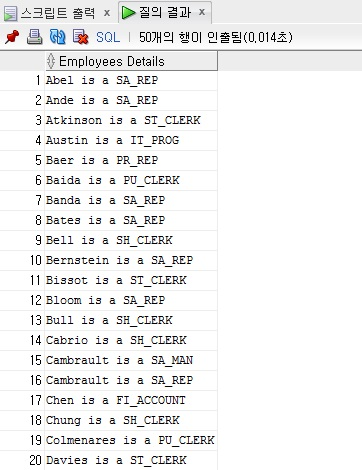 스크립트 출력 x 질의 결과 x
SQL | 50개의 행이 인출됨(0,014초)
Employees Details
1 Abel is a SA_REP
2 Ande is a SA_REP
3 Atkinson is a ST_CLERK
4 Austin is a IT_PROG
5 Baer is a PR_REP
6 Baida is a PU_CLERK
7 Banda is a SA_REP
8 Bates is a SA_REP
9 Bell is a SH_CLERK
10 Bernstein is a SA_REP
11 Bissot is a ST_CLERK
12 Bloom is a SA_REP
13 Bull is a SH_CLERK
14 Cabrio is a SH_CLERK
15 Cambrault is a SA_MAN
16 Cambrault is a SA_REP
17 Chen is a FI_ACCOUNT
18 Chung is a SH_CLERK
19 Colmenares is a PU_CLERK
20 Davies is a ST_CLERK